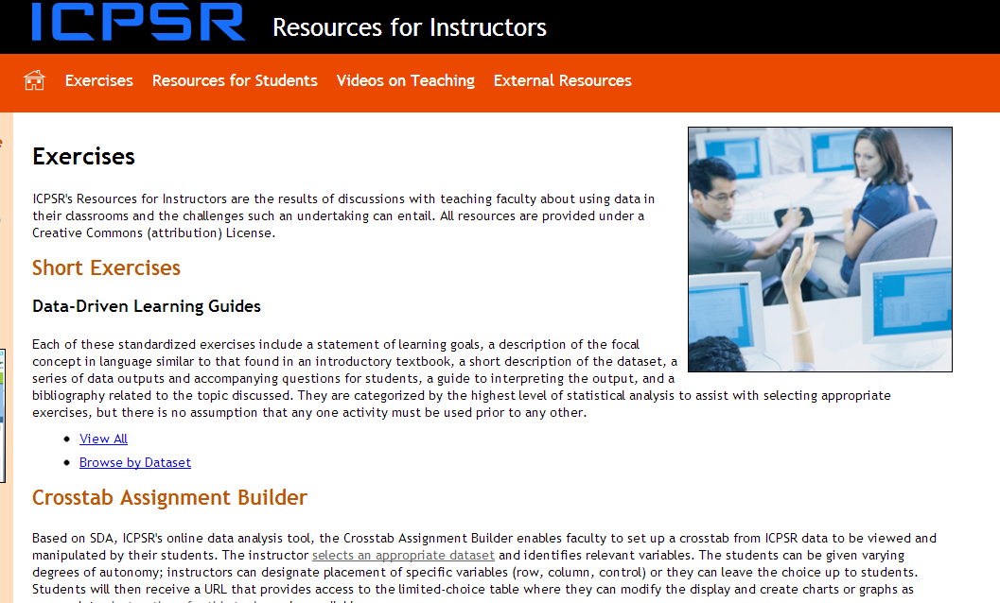 ICPSR Resources for Instructors
Exercises Resources for Students Videos on Teaching External Resources
Exercises
ICPSR's Resources for Instructors are the results of discussions with teaching faculty about using data in
their classrooms and the challenges such an undertaking can entail. All resources are provided under a
Creative Commons (attribution) License.
Short Exercises
Data-Driven Learning Guides
Each of these standardized exercises include a statement of learning goals, a description of the focal
concept in language similar to that found in an introductory textbook, a short description of the dataset, a
series of data outputs and accompanying questions for students, a guide to interpreting the output, and a
bibliography related to the topic discussed. They are categorized by the highest level of statistical analysis to assist with selecting appropriate
exercises, but there is no assumption that any one activity must be used prior to any other.
View All
Browse by Dataset
Crosstab Assignment Builder
Based on SDA, ICPSR's online data analysis tool, the Crosstab Assignment Builder enables faculty to set up a crosstab from ICPSR data to be viewed and
manipulated by their students. The instructor selects an appropriate dataset and identifies relevant variables. The students can be given varying
degrees of autonomy; instructors can designate placement of specific variables (row, column, control) or they can leave the choice up to students.
Students will then receive a URL that provides access to the limited-choice table where they can modify the display and create charts or graphs as